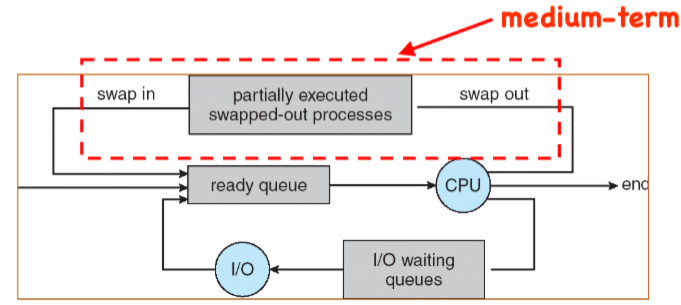 medium-term
swap in
partially executed
swapped-out processes
swap out
ready queue
CPU
end
I/O
I/O waiting
queues